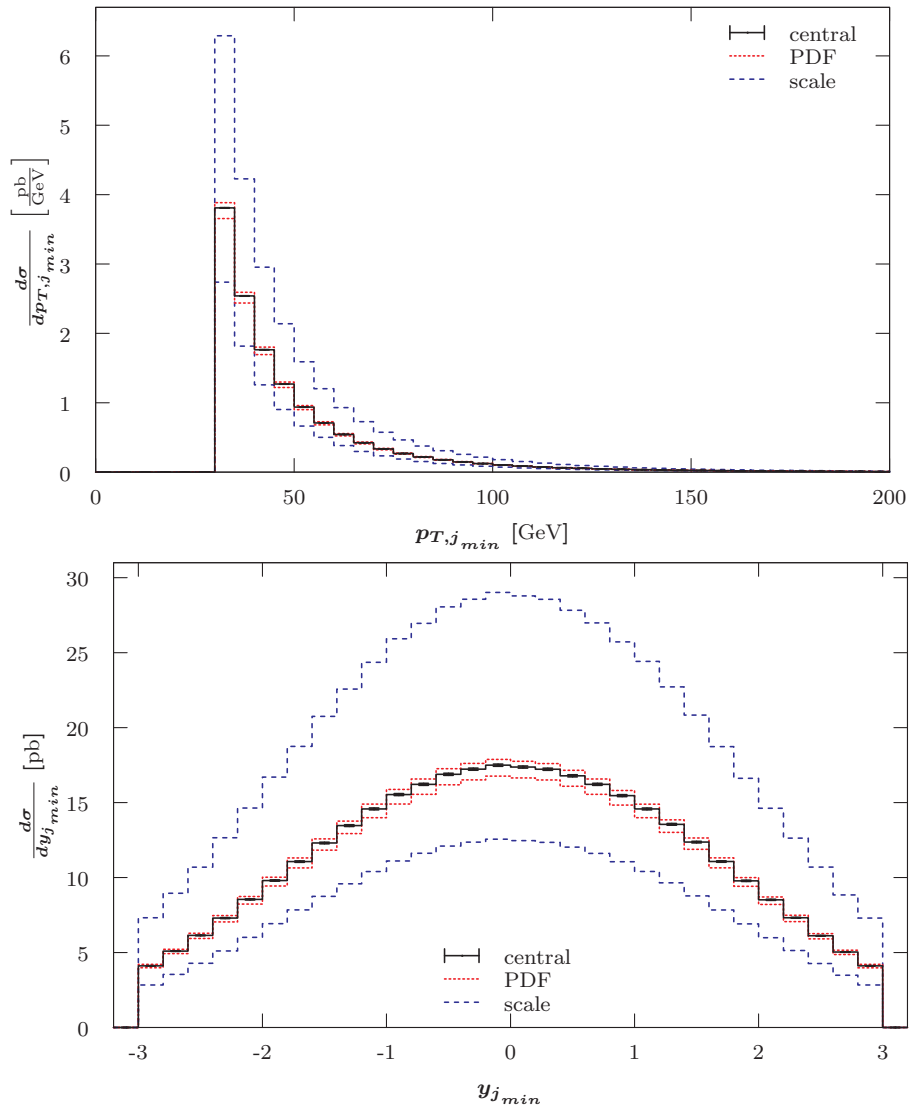 central
PDF
scale
dσ
dp_{T,j_{min}}
[pb
GeV]
6
5
4
3
2
1
0
0 50 100 150 200
p_{T,j_{min}} [GeV]
central
PDF
scale
dσ
dy_{j_{min}} [pb]
30
25
20
15
10
5
0
-3 -2 -1 0 1 2 3
y_{j_{min}}